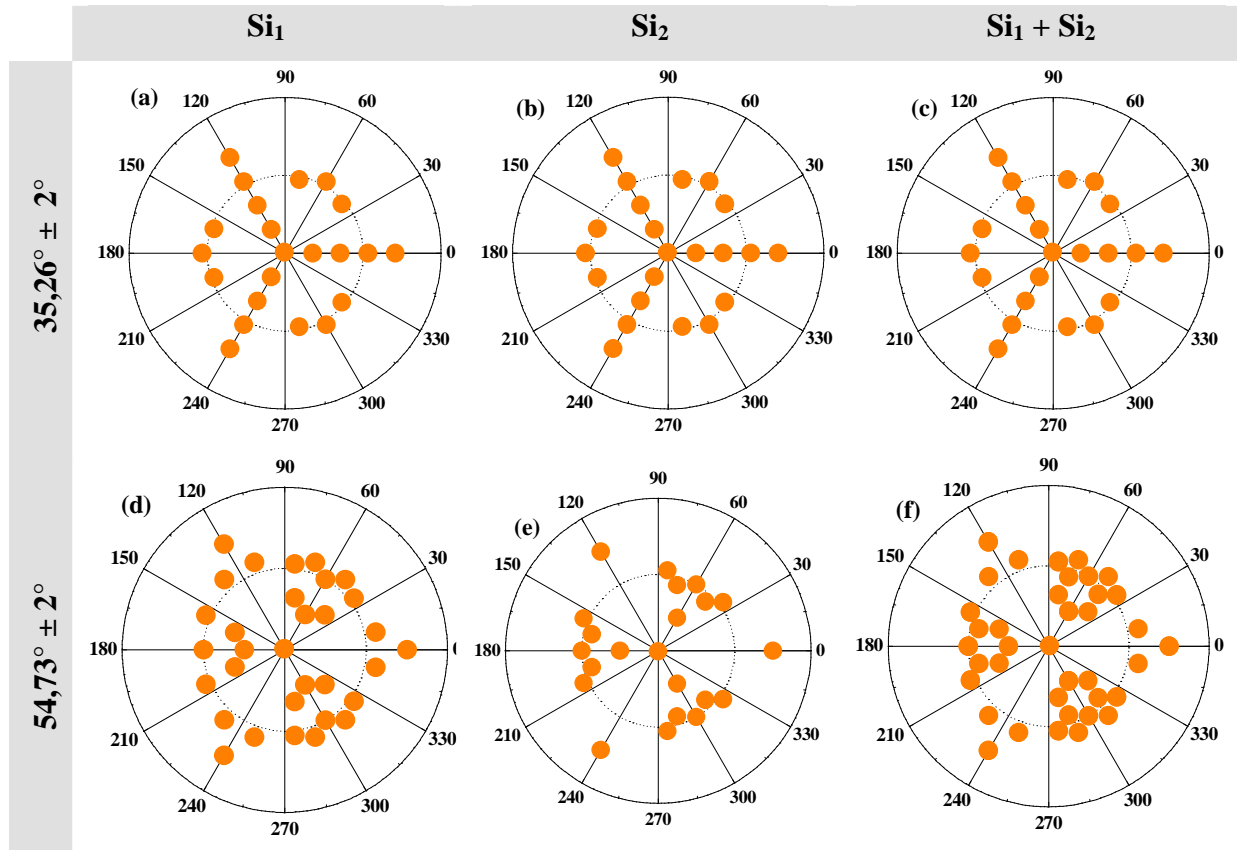 Si₁ Si₂ Si₁ + Si₂
35,26° ± 2°
(a) 90 120 60 150 30 180 0 210 330 240 300 270
(b) 90 120 60 150 30 180 0 210 330 240 300 270
(c) 90 120 60 150 30 180 0 210 330 240 300 270
54,73° ± 2°
(d) 90 120 60 150 30 180 0 210 330 240 300 270
(e) 90 120 60 150 30 180 0 210 330 240 300 270
(f) 90 120 60 150 30 180 0 210 330 240 300 270